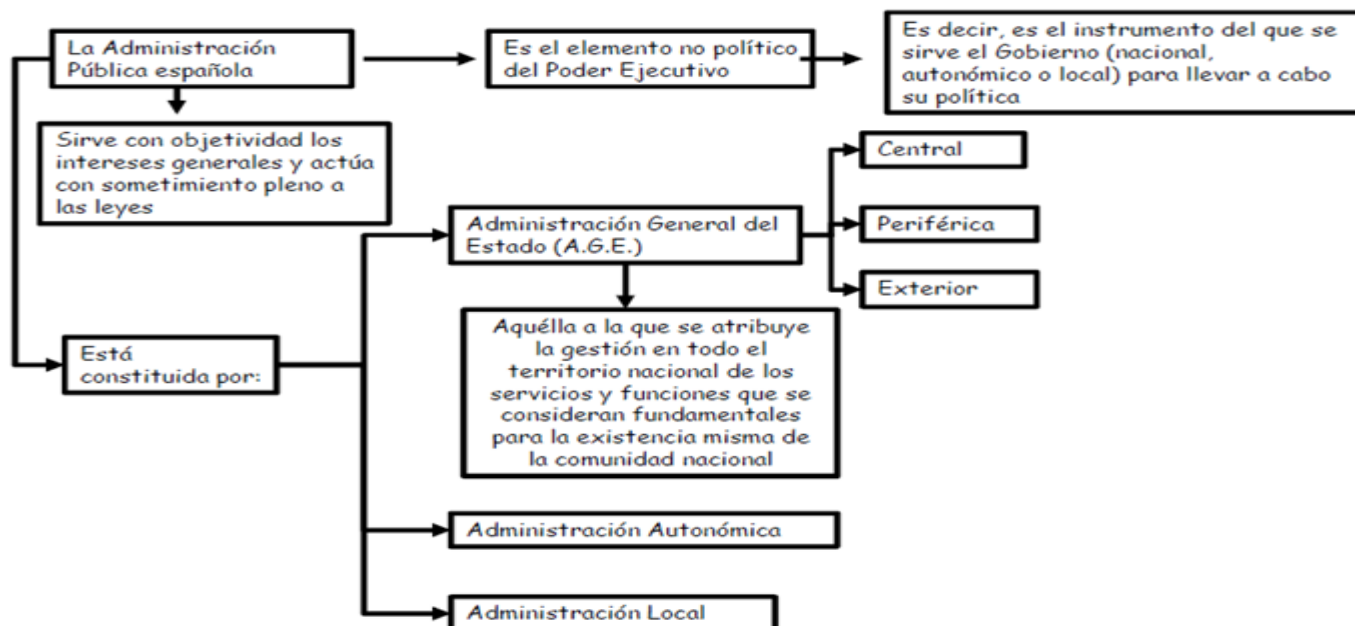 La Administración
Pública española
Es el elemento no político
del Poder Ejecutivo
Es decir, es el instrumento del que se
sirve el Gobierno (nacional,
autonómico o local) para llevar a cabo
su política
Sirve con objetividad los
intereses generales y actúa
con sometimiento pleno a
las leyes
Central
Administración General del
Estado (A.G.E.)
Periférica
Exterior
Aquélla a la que se atribuye
la gestión en todo el
territorio nacional de los
servicios y funciones que se
consideran fundamentales
para la existencia misma de
la comunidad nacional
Está
constituida por:
Administración Autonómica
Administración Local